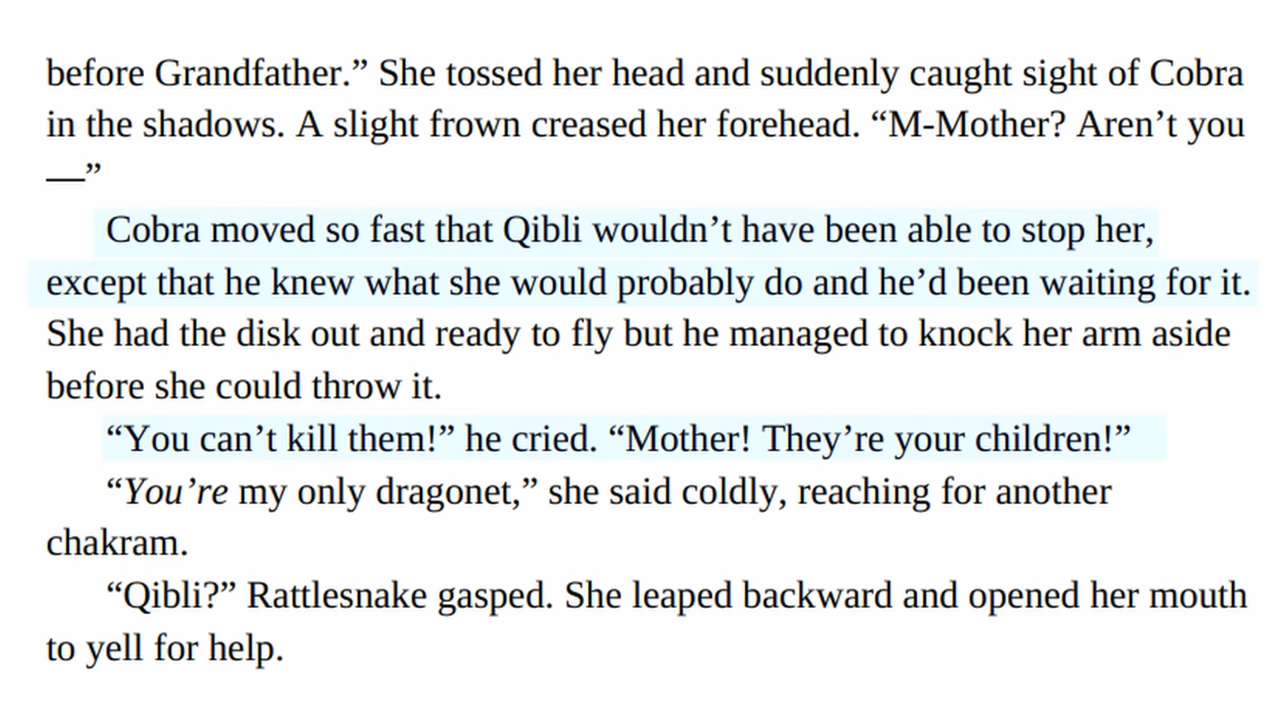 before Grandfather.” She tossed her head and suddenly caught sight of Cobra
in the shadows. A slight frown creased her forehead. “M-Mother? Aren’t you
—”
Cobra moved so fast that Qibli wouldn’t have been able to stop her,
except that he knew what she would probably do and he’d been waiting for it.
She had the disk out and ready to fly but he managed to knock her arm aside
before she could throw it.
“You can’t kill them!” he cried. “Mother! They’re your children!”
“You’re my only dragonet,” she said coldly, reaching for another
chakram.
“Qibli?” Rattlesnake gasped. She leaped backward and opened her mouth
to yell for help.